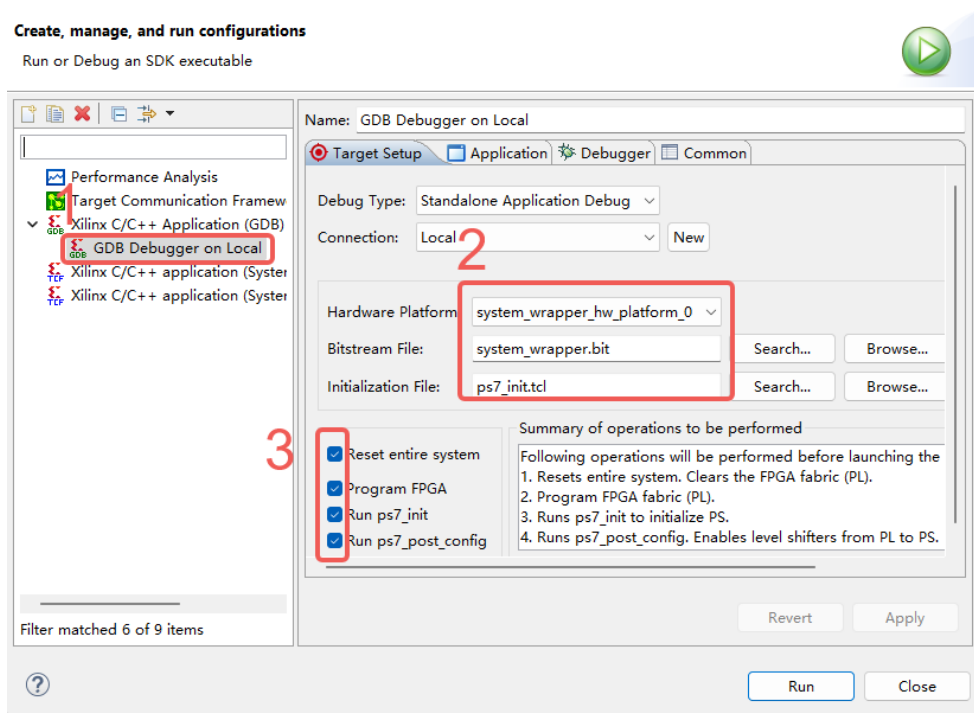 Create, manage, and run configurations
Run or Debug an SDK executable
Name: GDB Debugger on Local
Target Setup Application Debugger Common
Performance Analysis
Target Communication Framew
Xilinx C/C++ Application (GDB)
GDB Debugger on Local
Xilinx C/C++ application (System
Xilinx C/C++ application (System
1
Debug Type: Standalone Application Debug
Connection: Local New
2
Hardware Platform system_wrapper_hw_platform_0
Bitstream File: system_wrapper.bit Search... Browse...
Initialization File: ps7_init.tcl Search... Browse...
3
Reset entire system
Program FPGA
Run ps7_init
Run ps7_post_config
Summary of operations to be performed
Following operations will be performed before launching the
1. Resets entire system. Clears the FPGA fabric (PL).
2. Program FPGA fabric (PL).
3. Runs ps7_init to initialize PS.
4. Runs ps7_post_config. Enables level shifters from PL to PS.
Filter matched 6 of 9 items
Revert Apply
Run Close